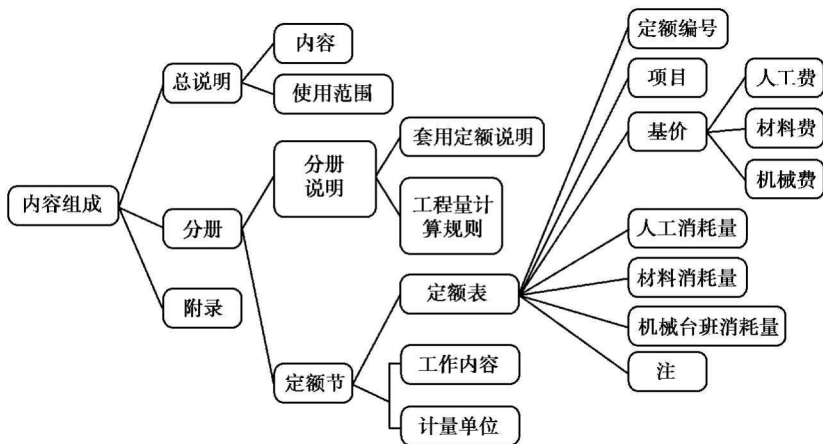 内容组成
总说明
内容
使用范围
分册
分册
说明
套用定额说明
工程量计
算规则
定额节
定额表
定额编号
项目
基价
人工费
材料费
机械费
人工消耗量
材料消耗量
机械台班消耗量
注
工作内容
计量单位
附录